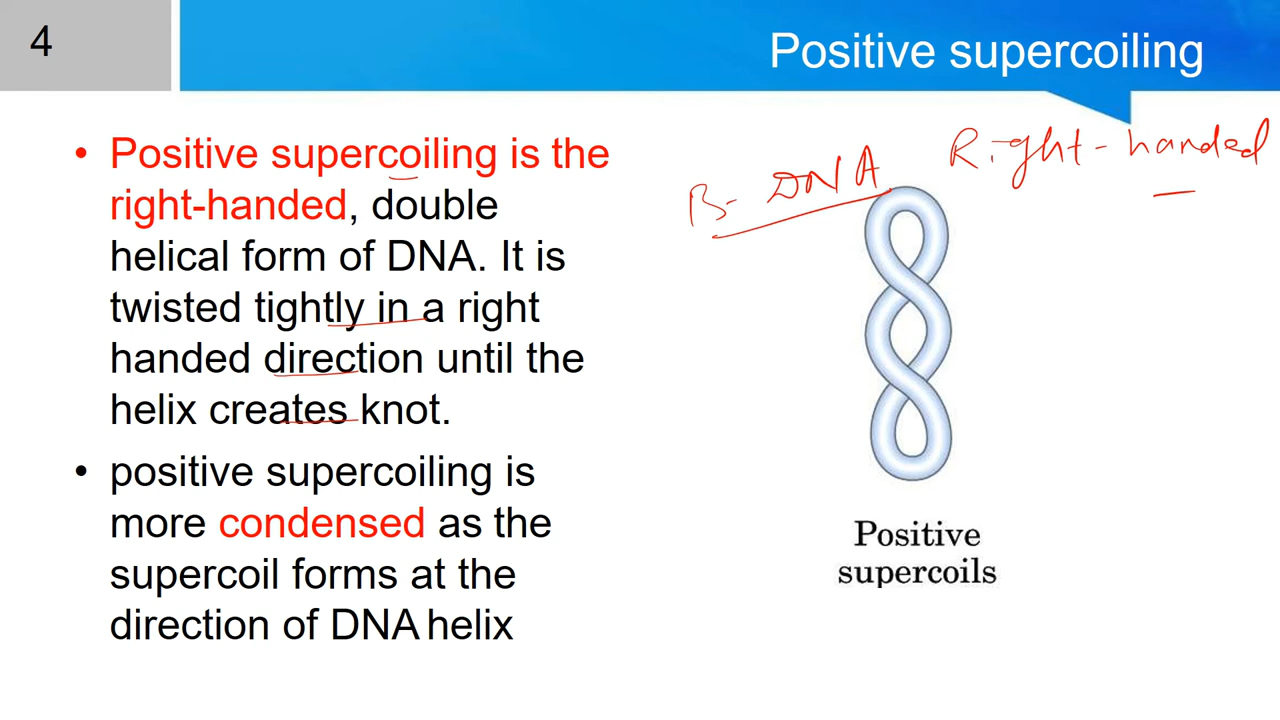 4
Positive supercoiling
• Positive supercoiling is the
right-handed, double
helical form of DNA. It is
twisted tightly in a right
handed direction until the
helix creates knot.
• positive supercoiling is
more condensed as the
supercoil forms at the
direction of DNA helix
B- DNA
Right-handed
Positive
supercoils